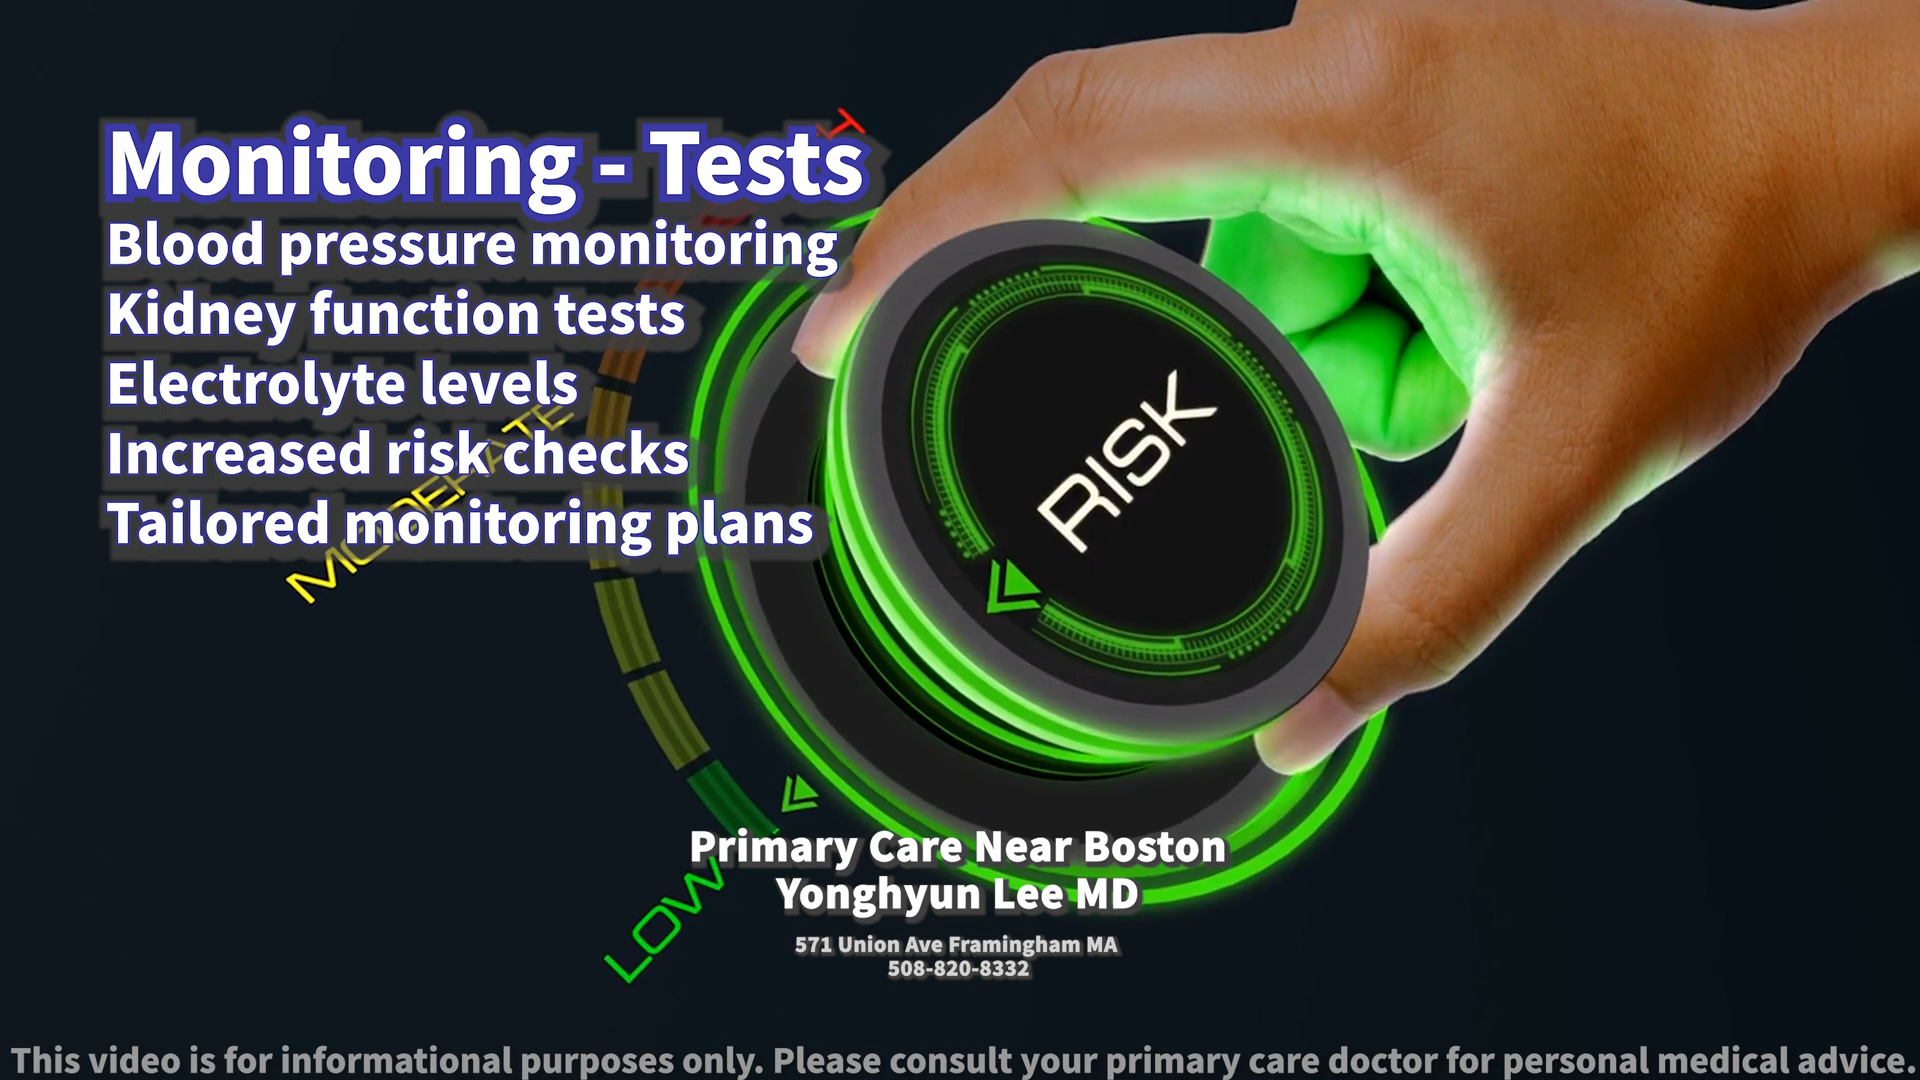 Monitoring - Tests
Blood pressure monitoring
Kidney function tests
Electrolyte levels
Increased risk checks
Tailored monitoring plans
RISK
MODERATE
LOW
Primary Care Near Boston
Yonghyun Lee MD
571 Union Ave Framingham MA
508-820-8332
This video is for informational purposes only. Please consult your primary care doctor for personal medical advice.